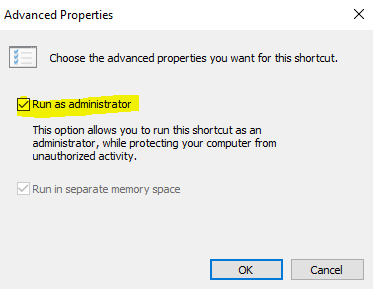 Advanced Properties
Choose the advanced properties you want for this shortcut.
Run as administrator
This option allows you to run this shortcut as an
administrator, while protecting your computer from
unauthorized activity.
Run in separate memory space
OK
Cancel